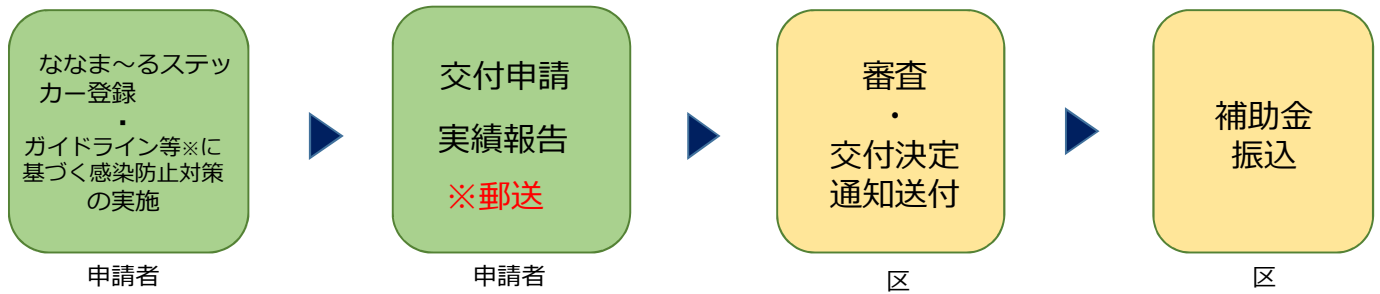 ななま～るステッ
カー登録
・
ガイドライン等※に
基づく感染防止対策
の実施
申請者
交付申請
実績報告
※郵送
申請者
審査
・
交付決定
通知送付
区
補助金
振込
区